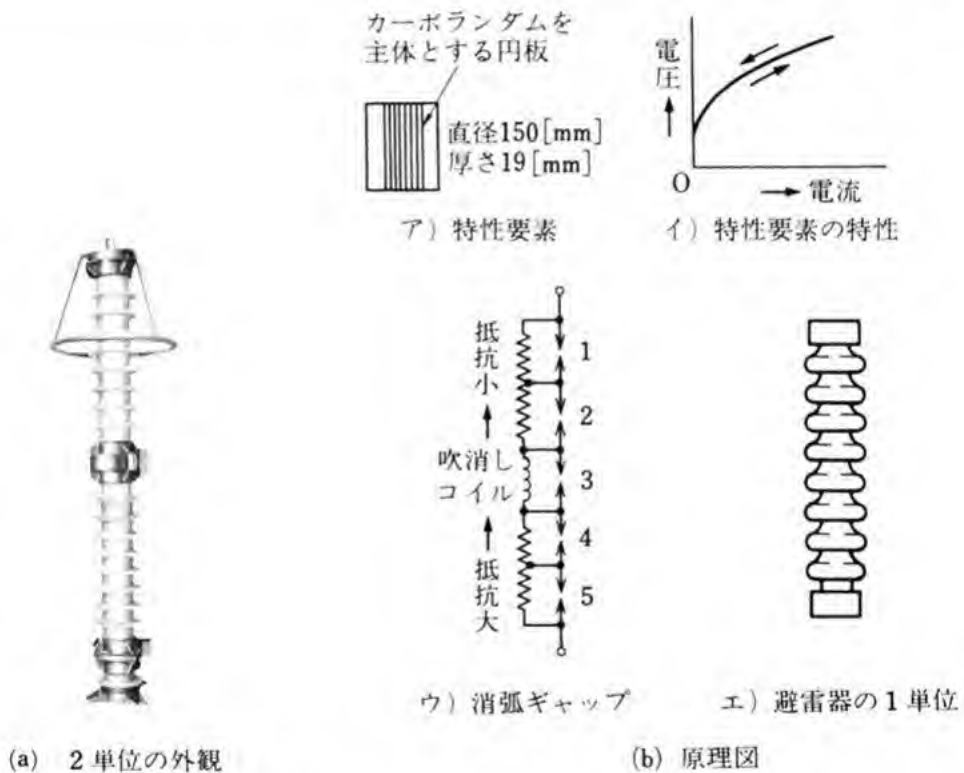 カーボランダムを
主体とする円板
直径150[mm]
厚さ19[mm]
ア) 特性要素
電圧
O
電流
イ) 特性要素の特性
抵抗小
吹消し
コイル
抵抗大
1
2
3
4
5
ウ) 消弧ギャップ
エ) 避雷器の1単位
(a) 2単位の外観
(b) 原理図